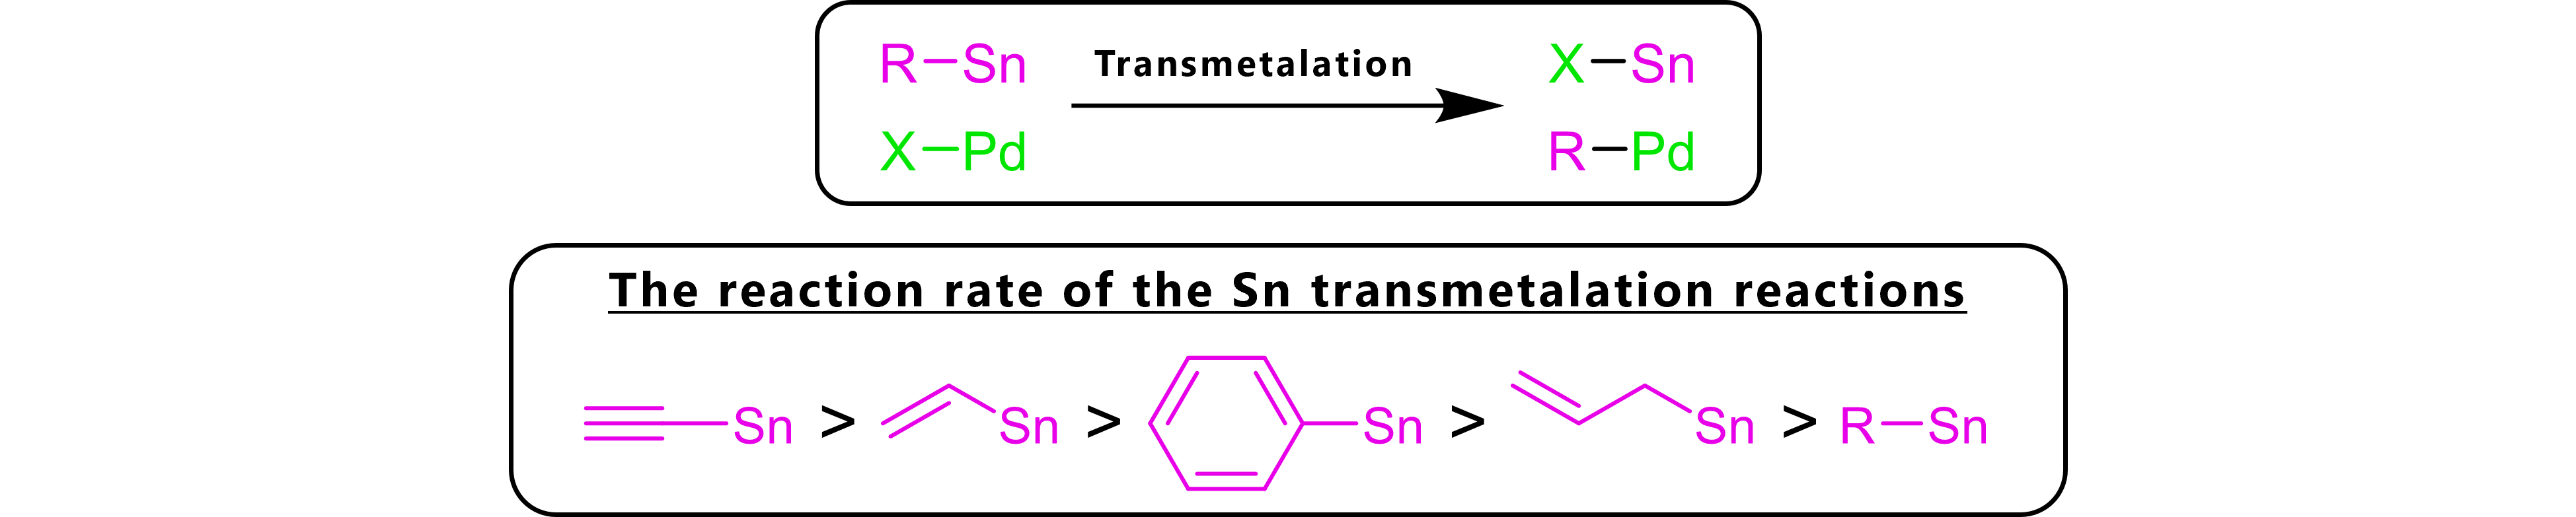 R–Sn Transmetalation X–Sn
X–Pd R–Pd
The reaction rate of the Sn transmetalation reactions
Sn > Sn > Sn > Sn > R–Sn